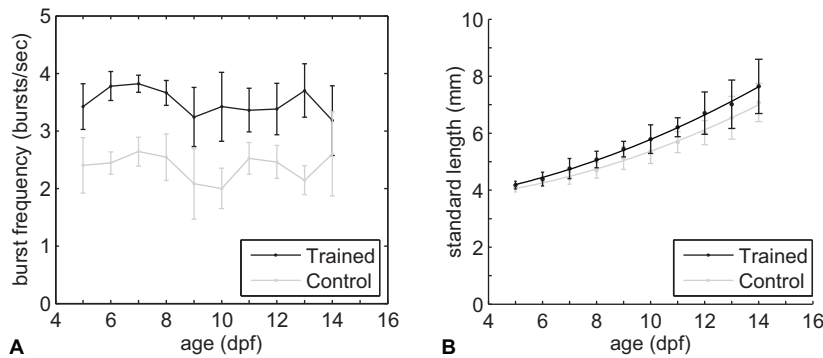 5
4
3
2
1
0
burst frequency (bursts/sec)
Trained
Control
4 6 8 10 12 14 16
age (dpf)
A
10
8
6
4
2
0
standard length (mm)
Trained
Control
4 6 8 10 12 14 16
age (dpf)
B